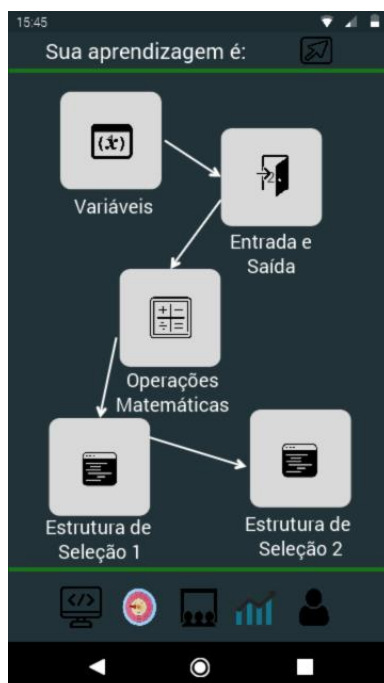 15:45
Sua aprendizagem é:
(x)
Variáveis
Entrada e
Saída
Operações
Matemáticas
Estrutura de
Seleção 1
Estrutura de
Seleção 2
</>